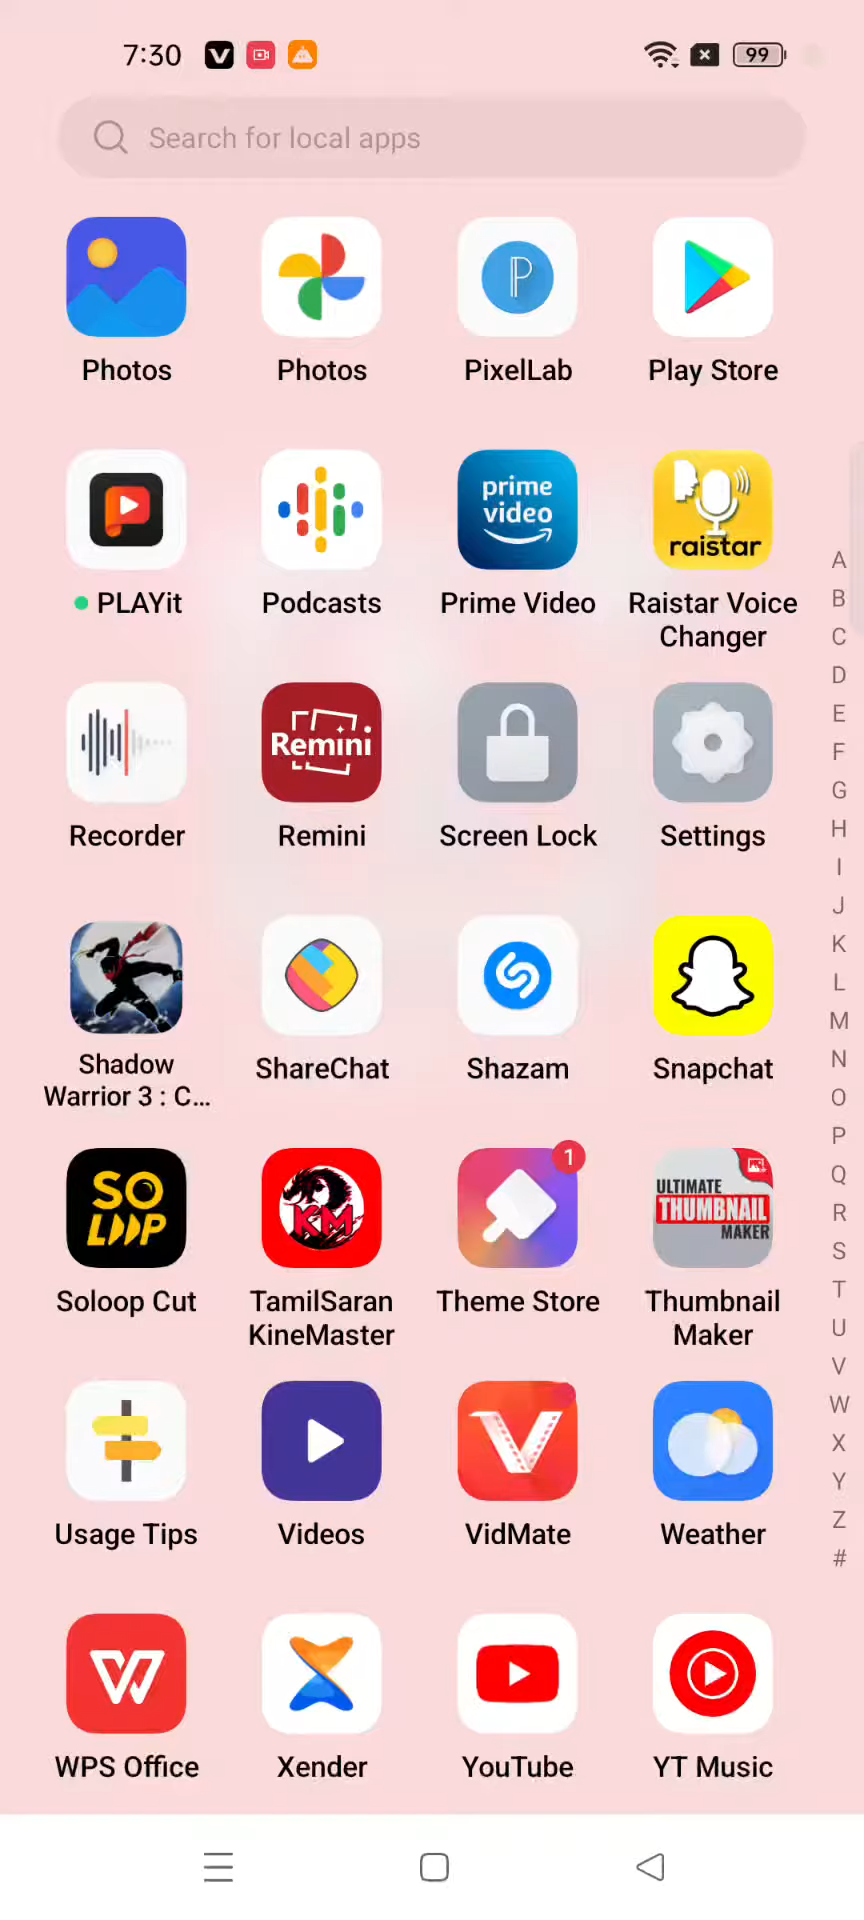 7:30
99
Search for local apps
Photos
Photos
PixelLab
Play Store
prime
video
raistar
PLAYit
Podcasts
Prime Video
Raistar Voice
Changer
Remini
Recorder
Remini
Screen Lock
Settings
Shadow
Warrior 3 : C...
ShareChat
Shazam
Snapchat
SO
LOOP
KM
1
ULTIMATE
THUMBNAIL
MAKER
Soloop Cut
TamilSaran
KineMaster
Theme Store
Thumbnail
Maker
Usage Tips
Videos
VidMate
Weather
WPS Office
Xender
YouTube
YT Music
A
B
C
D
E
F
G
H
I
J
K
L
M
N
O
P
Q
R
S
T
U
V
W
X
Y
Z
#